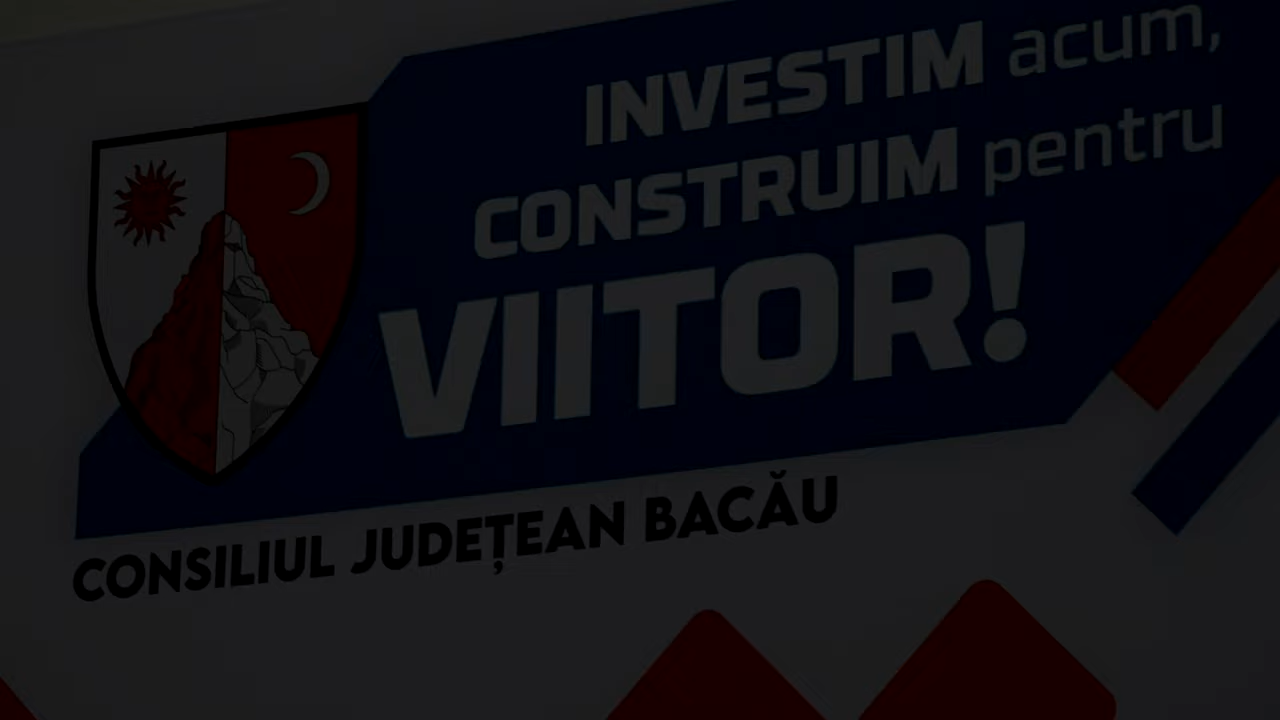 INVESTIM acum,
CONSTRUIM pentru
VIITOR!
CONSILIUL JUDEȚEAN BACĂU